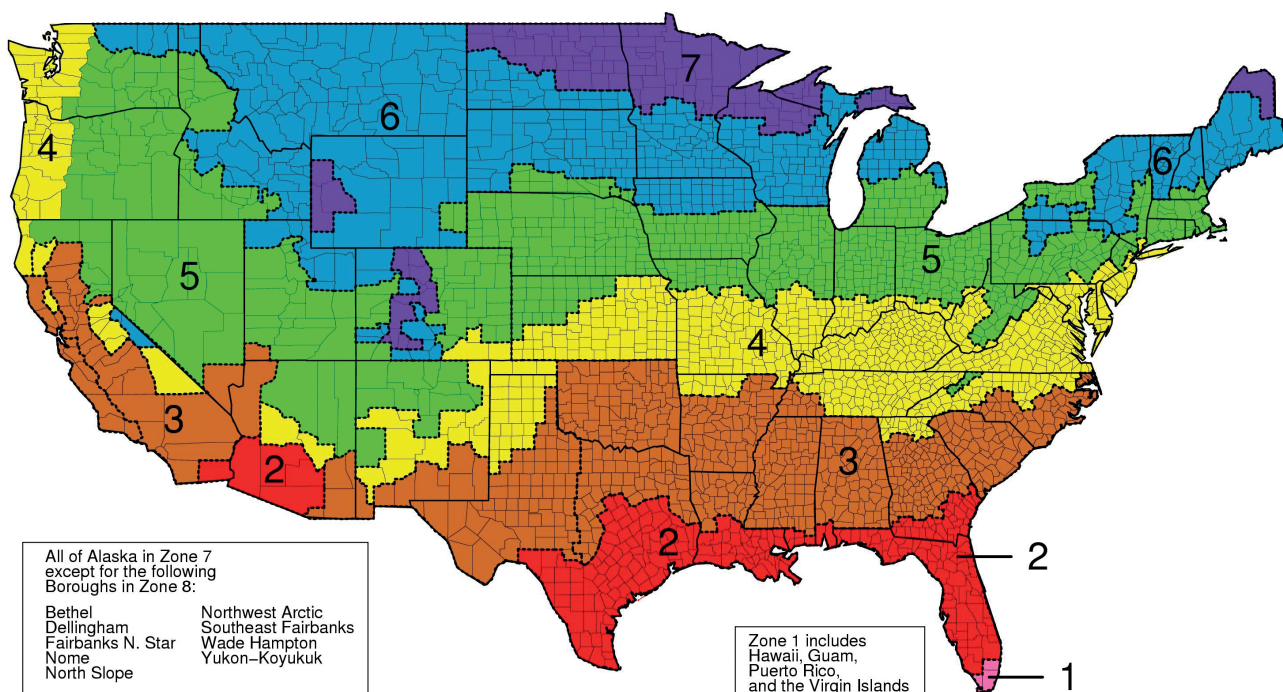 7
6
4
6
5
5
4
3
2
3
2
2
1
All of Alaska in Zone 7
except for the following
Boroughs in Zone 8:
Bethel Northwest Arctic
Dellingham Southeast Fairbanks
Fairbanks N. Star Wade Hampton
Nome Yukon–Koyukuk
North Slope
Zone 1 includes
Hawaii, Guam,
Puerto Rico,
and the Virgin Islands